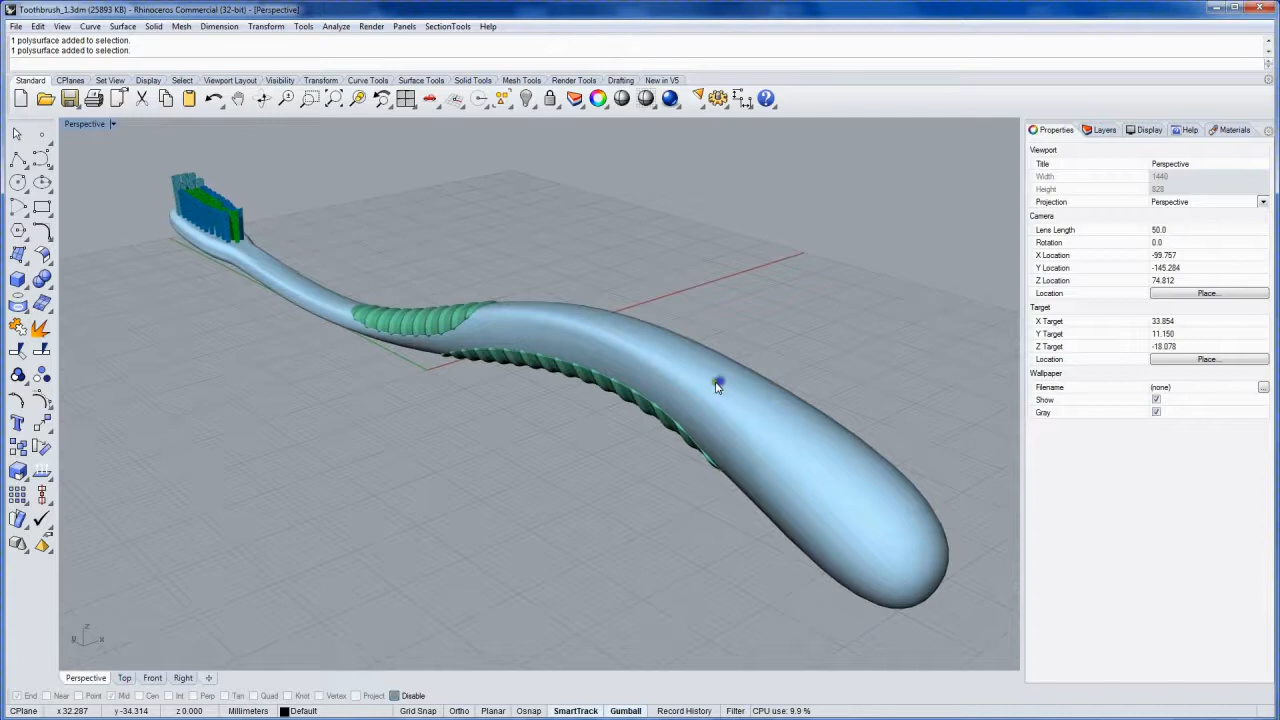 Toothbrush_1.3dm (25893 KB) - Rhinoceros Commercial (32-bit) - [Perspective]
File Edit View Curve Surface Solid Mesh Dimension Transform Tools Analyze Render Panels SectionTools Help
1 polysurface added to selection.
1 polysurface added to selection.
Standard CPlanes Set View Display Select Viewport Layout Visibility Transform Curve Tools Surface Tools Solid Tools Mesh Tools Render Tools Drafting New in V5
Perspective
Properties Layers Display Help Materials
Viewport
Title Perspective
Width 1440
Height 828
Projection Perspective
Camera
Lens Length 50.0
Rotation 0.0
X Location -99.757
Y Location -145.284
Z Location 74.812
Location Place...
Target
X Target 33.854
Y Target 11.150
Z Target -18.078
Location Place...
Wallpaper
Filename (none) ...
Show
Gray
z
y x
Perspective Top Front Right
End Near Point Mid Cen Int Perp Tan Quad Knot Vertex Project Disable
CPlane x 32.287 y -34.314 z 0.000 Millimeters Default Grid Snap Ortho Planar Osnap SmartTrack Gumball Record History Filter CPU use: 9.9 %